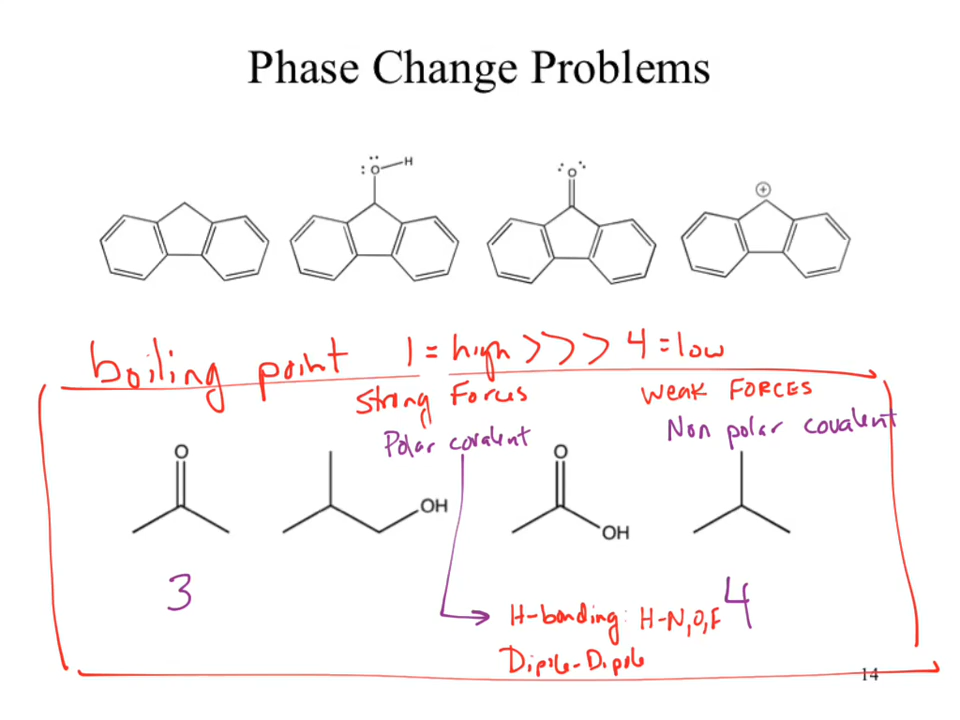 Phase Change Problems
:Ö-H
:O:
⊕
boiling point 1 = high >>> 4 = low
Strong Forces
Weak FORCES
Polar covalent
Non polar covalent
O
OH
O
OH
3
4
H-bonding: H-N,O,F
Dipole-Dipole
14